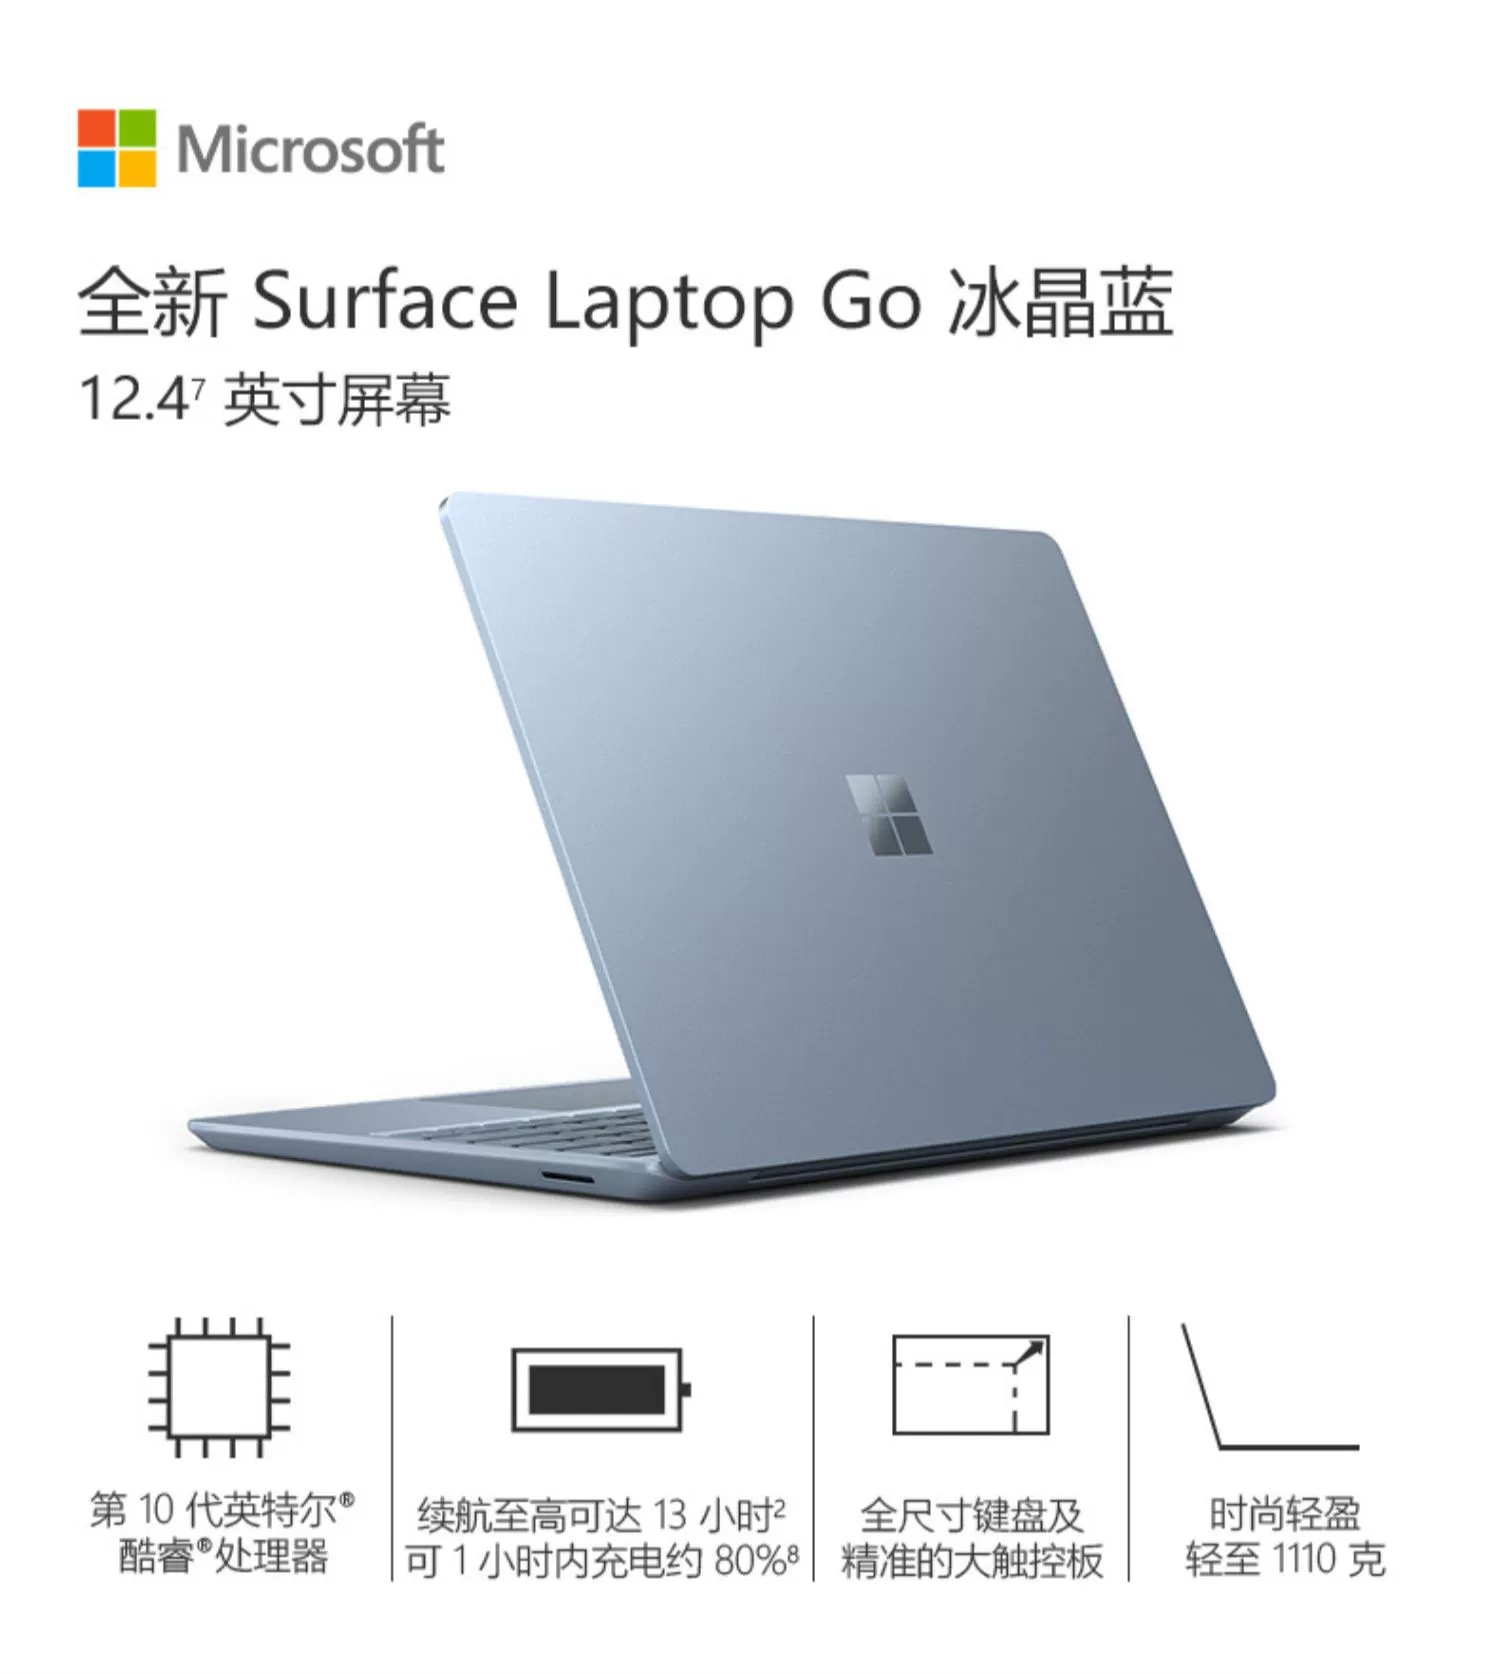 Microsoft
全新 Surface Laptop Go 冰晶蓝
12.4⁷ 英寸屏幕
第 10 代英特尔®
酷睿®处理器
续航至高可达 13 小时²
可 1 小时内充电约 80%⁸
全尺寸键盘及
精准的大触控板
时尚轻盈
轻至 1110 克